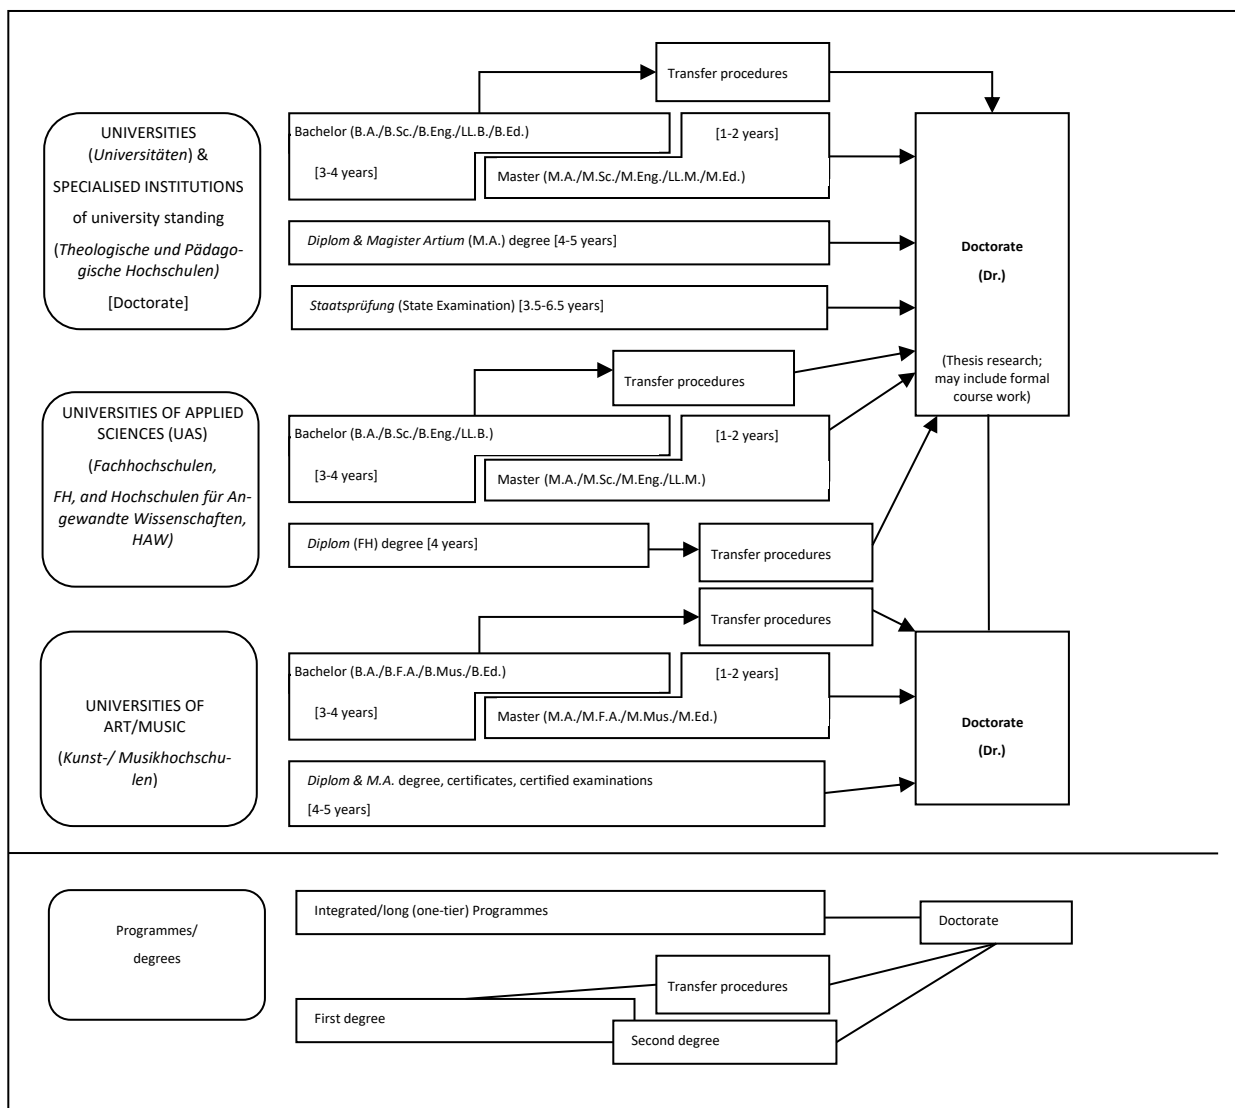 Transfer procedures
UNIVERSITIES
(Universitäten) &
SPECIALISED INSTITUTIONS
of university standing
(Theologische und Pädago-
gische Hochschulen)
[Doctorate]
Bachelor (B.A./B.Sc./B.Eng./LL.B./B.Ed.)
[3-4 years]
[1-2 years]
Master (M.A./M.Sc./M.Eng./LL.M./M.Ed.)
Diplom & Magister Artium (M.A.) degree [4-5 years]
Staatsprüfung (State Examination) [3.5-6.5 years]
Doctorate
(Dr.)
(Thesis research;
may include formal
course work)
Transfer procedures
UNIVERSITIES OF APPLIED
SCIENCES (UAS)
(Fachhochschulen,
FH, and Hochschulen für An-
gewandte Wissenschaften,
HAW)
Bachelor (B.A./B.Sc./B.Eng./LL.B.)
[3-4 years]
[1-2 years]
Master (M.A./M.Sc./M.Eng./LL.M.)
Diplom (FH) degree [4 years]
Transfer procedures
Transfer procedures
UNIVERSITIES OF
ART/MUSIC
(Kunst-/ Musikhochschu-
len)
Bachelor (B.A./B.F.A./B.Mus./B.Ed.)
[3-4 years]
[1-2 years]
Master (M.A./M.F.A./M.Mus./M.Ed.)
Diplom & M.A. degree, certificates, certified examinations
[4-5 years]
Doctorate
(Dr.)
Programmes/
degrees
Integrated/long (one-tier) Programmes
Doctorate
Transfer procedures
First degree
Second degree